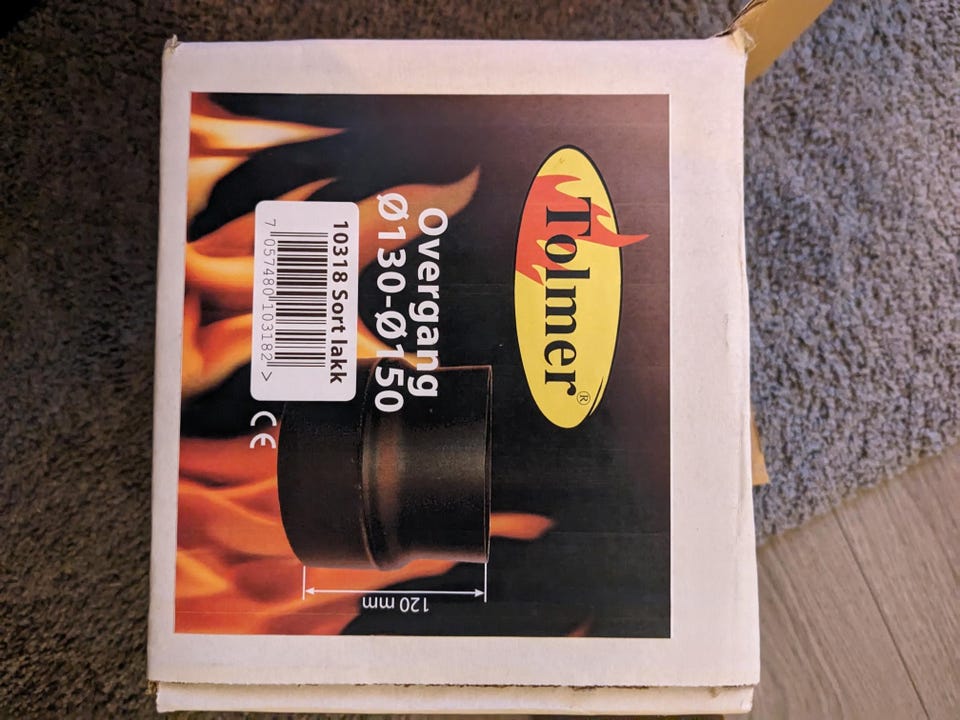 Tolmer®
Overgang
Ø130-Ø150
10318 Sort lakk
7 057480 103182 >
CE
120 mm